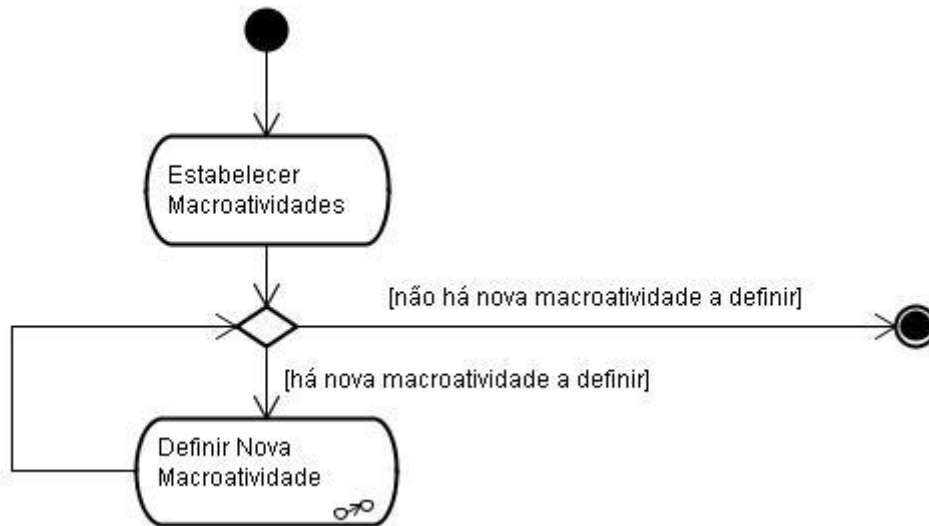 Estabelecer
Macroatividades
[não há nova macroatividade a definir]
[há nova macroatividade a definir]
Definir Nova
Macroatividade